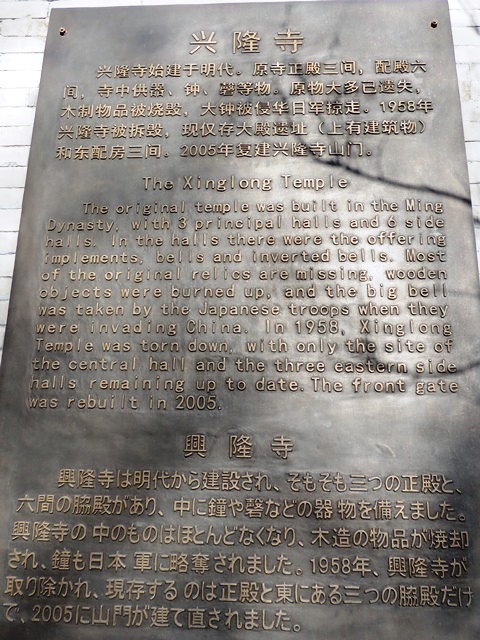 兴隆寺
兴隆寺始建于明代。原寺正殿三间，配殿六
间，寺中供器、钟、磬等物。原物大多已遗失，
木制物品被烧毁，大钟被侵华日军掠走。1958年
兴隆寺被拆毁，现仅存大殿遗址（上有建筑物）
和东配房三间。2005年复建兴隆寺山门。
The Xinglong Temple
The original temple was built in the Ming
Dynasty, with 3 principal halls and 6 side
halls. In the halls there were the offering
implements, bells and inverted bells. Most
of the original relics are missing, wooden
objects were burned up, and the big bell
was taken by the Japanese troops when they
were invading China. In 1958, Xinglong
Temple was torn down, with only the site of
the central hall and the three eastern side
halls remaining up to date. The front gate
was rebuilt in 2005.
興隆寺
興隆寺は明代から建設され、そもそも三つの正殿と、
六間の脇殿があり、中に鐘や磬などの器物を備えました。
興隆寺の中のものはほとんどなくなり、木造の物品が焼却
され、鐘も日本軍に略奪されました。1958年、興隆寺が
取り除かれ、現存するのは正殿と東にある三つの脇殿だけ
で、2005に山門が建て直されました。